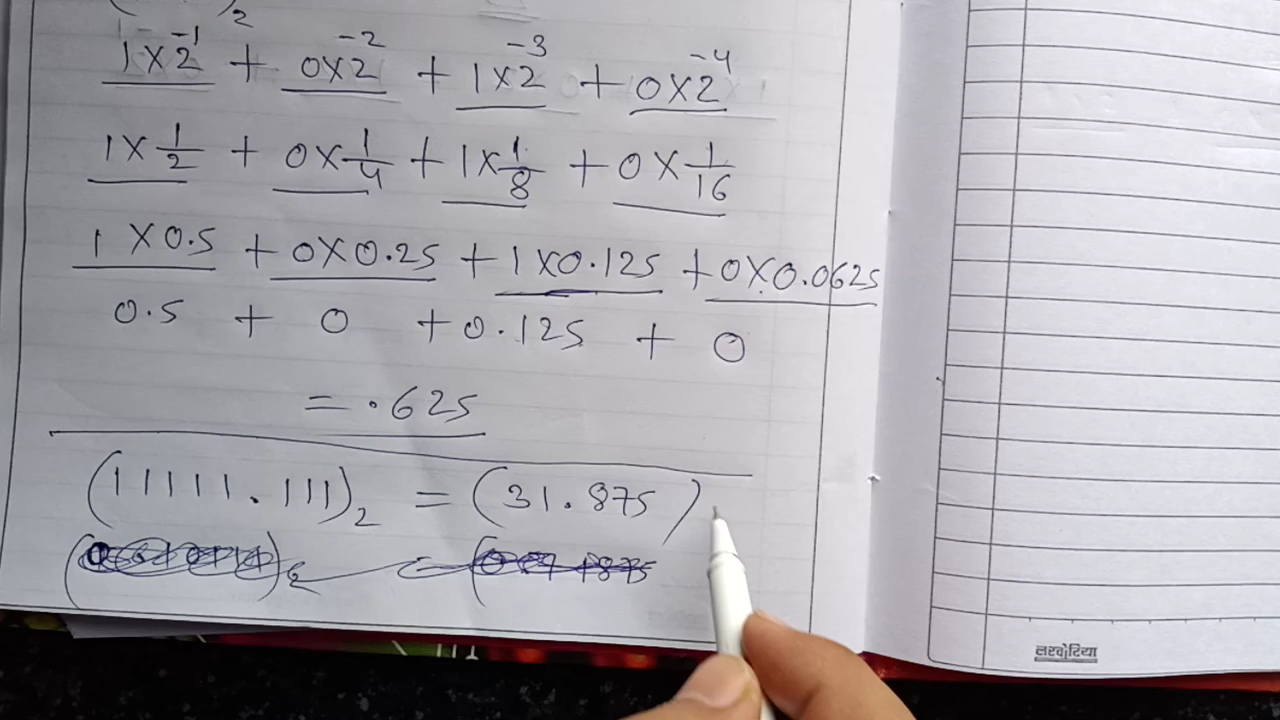 )₂
1×2⁻¹ + 0×2⁻² + 1×2⁻³ + 0×2⁻⁴
1×1/2 + 0×1/4 + 1×1/8 + 0×1/16
1×0.5 + 0×0.25 + 1×0.125 + 0×0.0625
0.5 + 0 + 0.125 + 0
= .625
(11111.111)₂ = (31.875)
लखोटिया